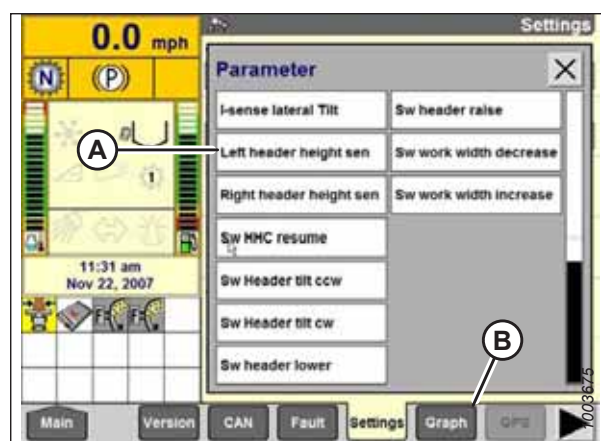 0.0 mph
Settings
N
(P)
Parameter
I-sense lateral Tilt
Sw header raise
A
Left header height sen
Sw work width decrease
1
Right header height sen
Sw work width increase
Sw HHC resume
11:31 am
Nov 22, 2007
Sw Header tilt ccw
F
F
Sw Header tilt cw
B
Sw header lower
Main
Version
CAN
Fault
Settings
Graph
GPS
1003675